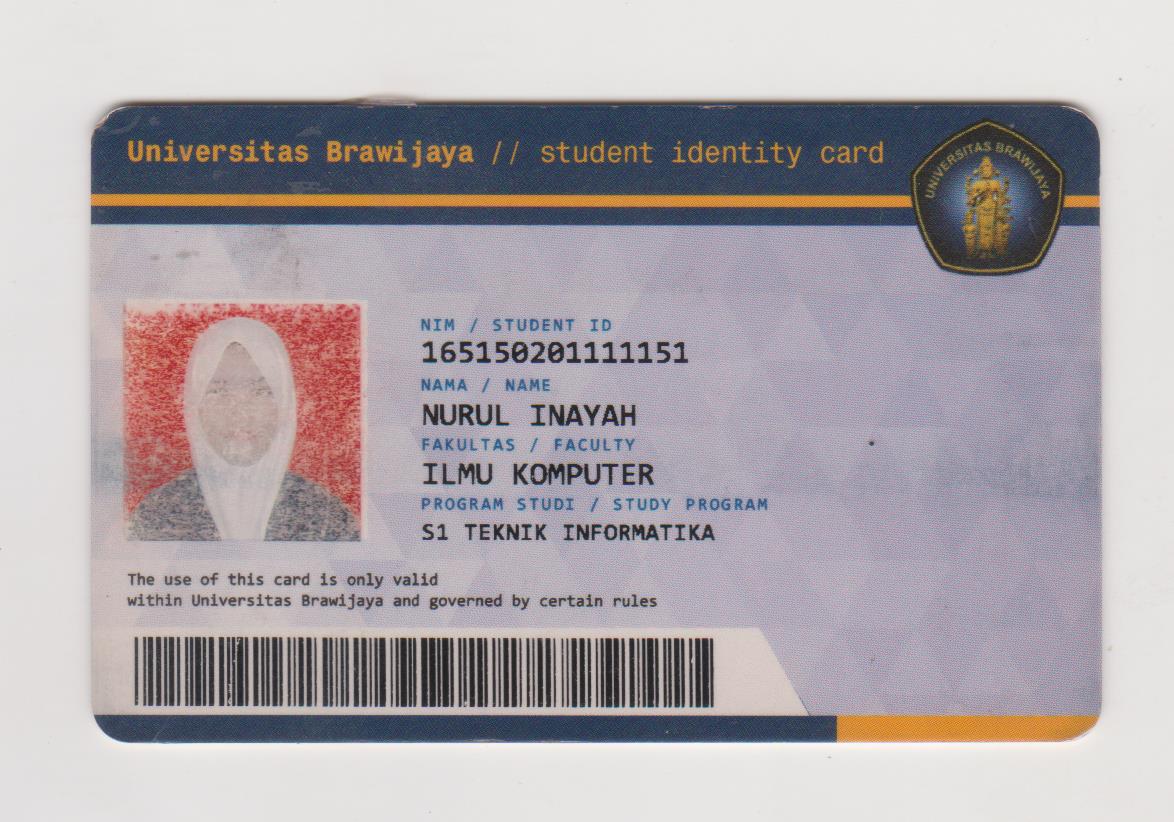 Universitas Brawijaya // student identity card
UNIVERSITAS BRAWIJAYA
NIM / STUDENT ID
165150201111151
NAMA / NAME
NURUL INAYAH
FAKULTAS / FACULTY
ILMU KOMPUTER
PROGRAM STUDI / STUDY PROGRAM
S1 TEKNIK INFORMATIKA
The use of this card is only valid
within Universitas Brawijaya and governed by certain rules